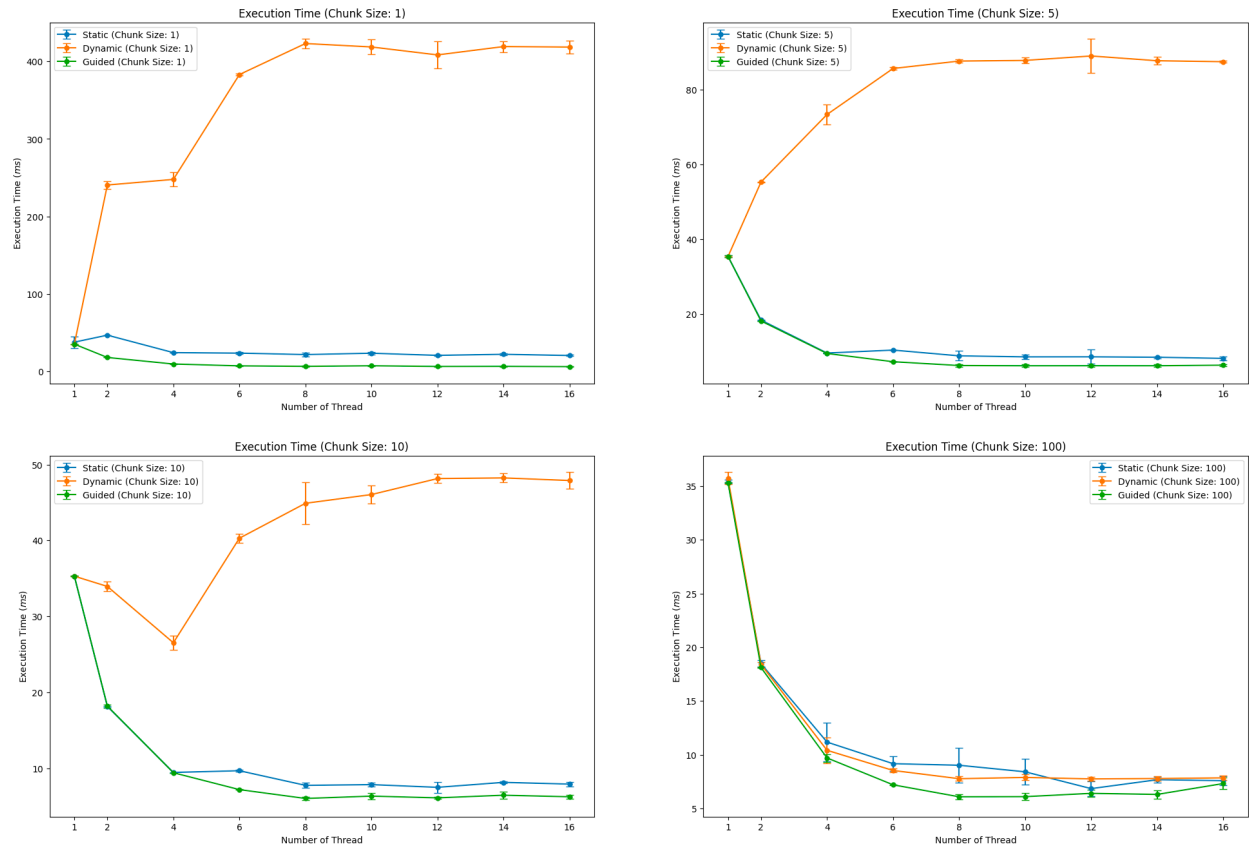 Execution Time (Chunk Size: 1)
Static (Chunk Size: 1)
Dynamic (Chunk Size: 1)
Guided (Chunk Size: 1)
400
300
200
100
0
Execution Time (ms)
1 2 4 6 8 10 12 14 16
Number of Thread
Execution Time (Chunk Size: 5)
Static (Chunk Size: 5)
Dynamic (Chunk Size: 5)
Guided (Chunk Size: 5)
80
60
40
20
Execution Time (ms)
1 2 4 6 8 10 12 14 16
Number of Thread
Execution Time (Chunk Size: 10)
Static (Chunk Size: 10)
Dynamic (Chunk Size: 10)
Guided (Chunk Size: 10)
50
40
30
20
10
Execution Time (ms)
1 2 4 6 8 10 12 14 16
Number of Thread
Execution Time (Chunk Size: 100)
Static (Chunk Size: 100)
Dynamic (Chunk Size: 100)
Guided (Chunk Size: 100)
35
30
25
20
15
10
5
Execution Time (ms)
1 2 4 6 8 10 12 14 16
Number of Thread